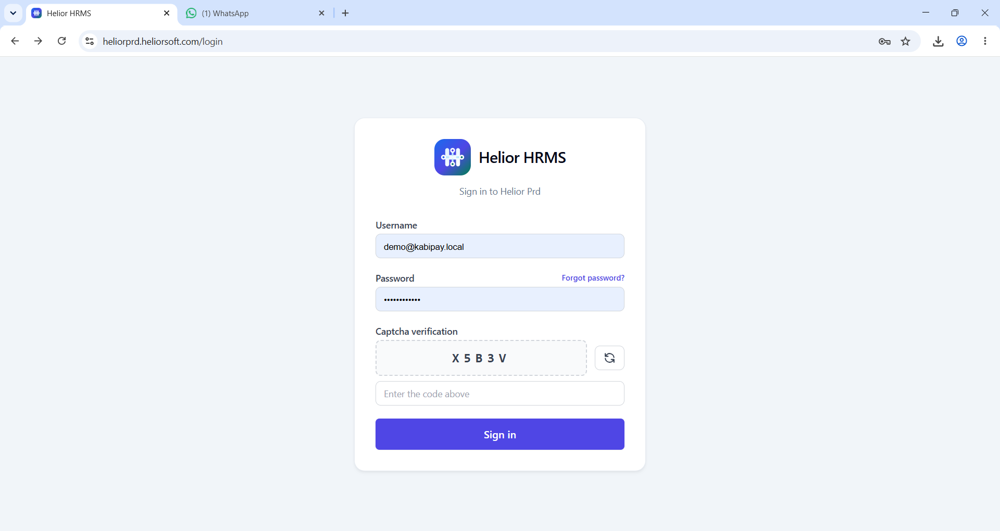 Helior HRMS
(1) WhatsApp
heliorprd.heliorsoft.com/login
Helior HRMS
Sign in to Helior Prd
Username
demo@kabipay.local
Password
Forgot password?
••••••••••••
Captcha verification
X 5 B 3 V
Enter the code above
Sign in